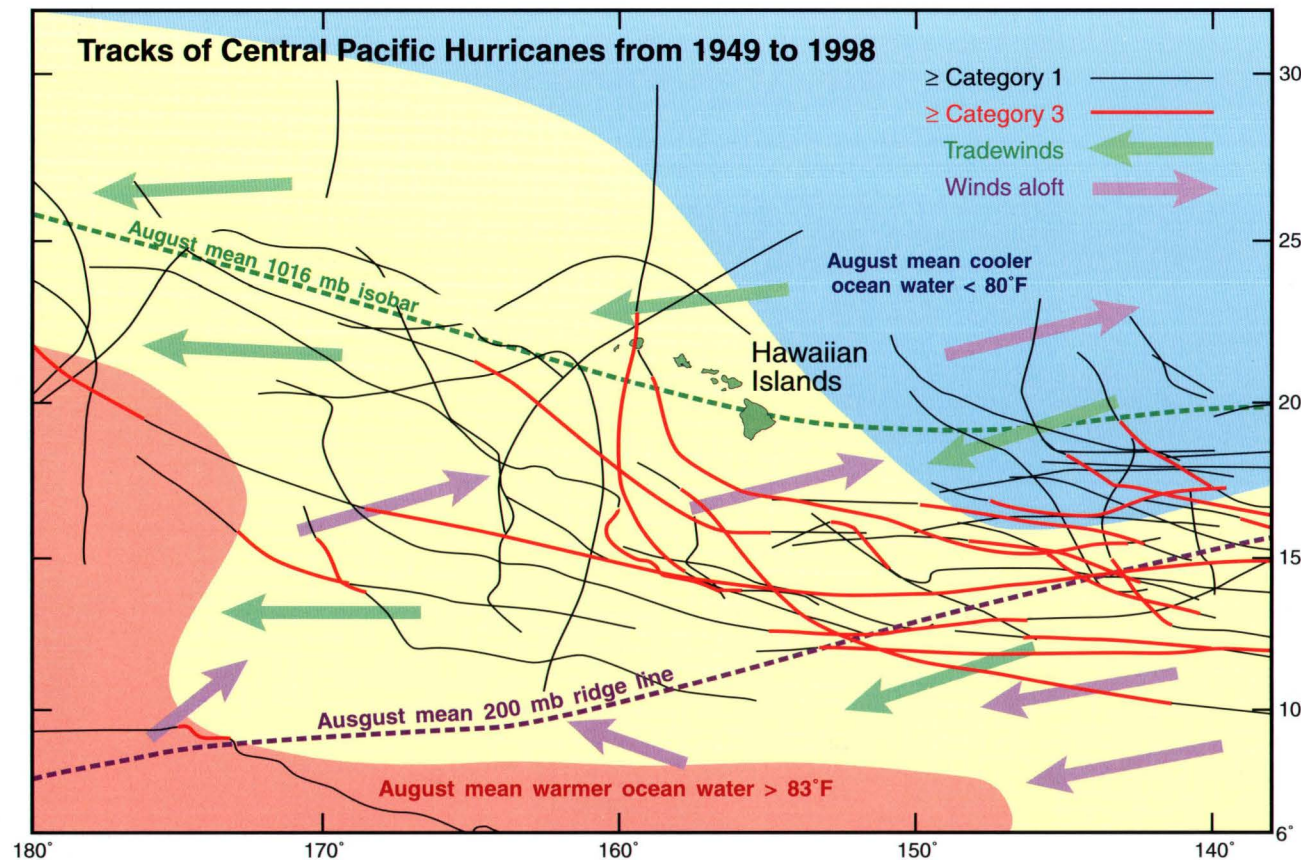 Tracks of Central Pacific Hurricanes from 1949 to 1998
≥ Category 1
≥ Category 3
Tradewinds
Winds aloft
30
25
20
15
10
6°
August mean 1016 mb isobar
August mean cooler
ocean water < 80°F
Hawaiian
Islands
Ausgust mean 200 mb ridge line
August mean warmer ocean water > 83°F
180°
170°
160°
150°
140°